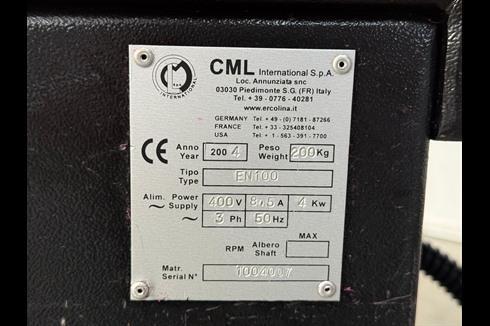 CML International S.p.A.
Loc. Annunziata snc
03030 Piedimonte S.G. (FR) Italy
Tel. + 39 - 0776 - 40281
www.ercolina.it
CML
INTERNATIONAL
GERMANY Tel. + 49 - (0) 7181 - 87266
FRANCE Tel. + 33 - 325408104
USA Tel. + 1 - 563 - 391 - 7700
CE Anno Year 2004 Peso Weight 200Kg
Tipo Type EN100
Alim. Power Supply ~ 400 V 8,5 A 4 Kw
~ 3 Ph 50 Hz
MAX
RPM Albero Shaft
Matr. Serial N° 1004007